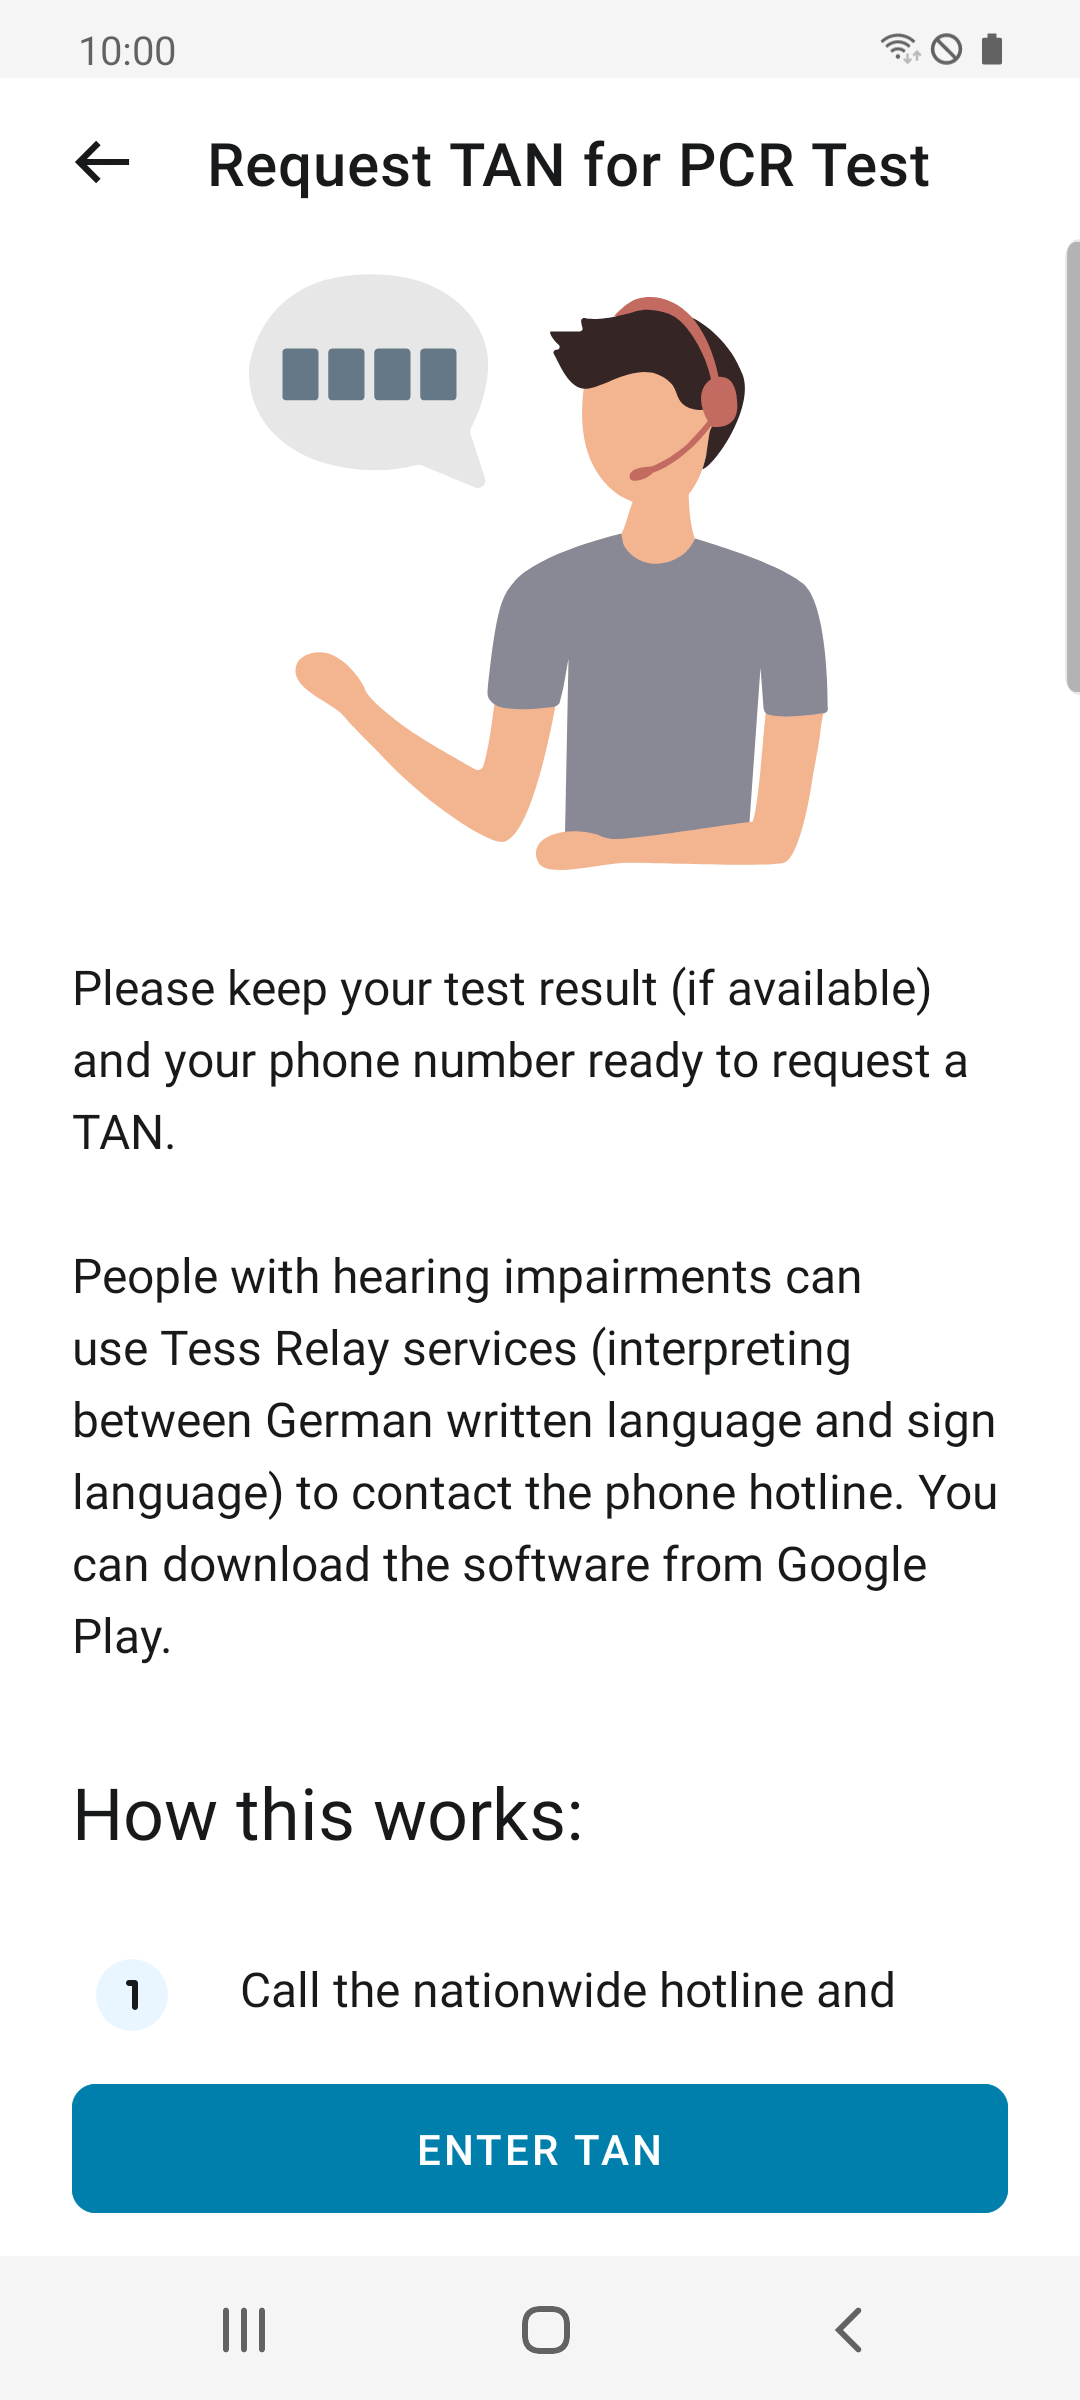 10:00
Request TAN for PCR Test
Please keep your test result (if available)
and your phone number ready to request a
TAN.
People with hearing impairments can
use Tess Relay services (interpreting
between German written language and sign
language) to contact the phone hotline. You
can download the software from Google
Play.
How this works:
1 Call the nationwide hotline and
ENTER TAN